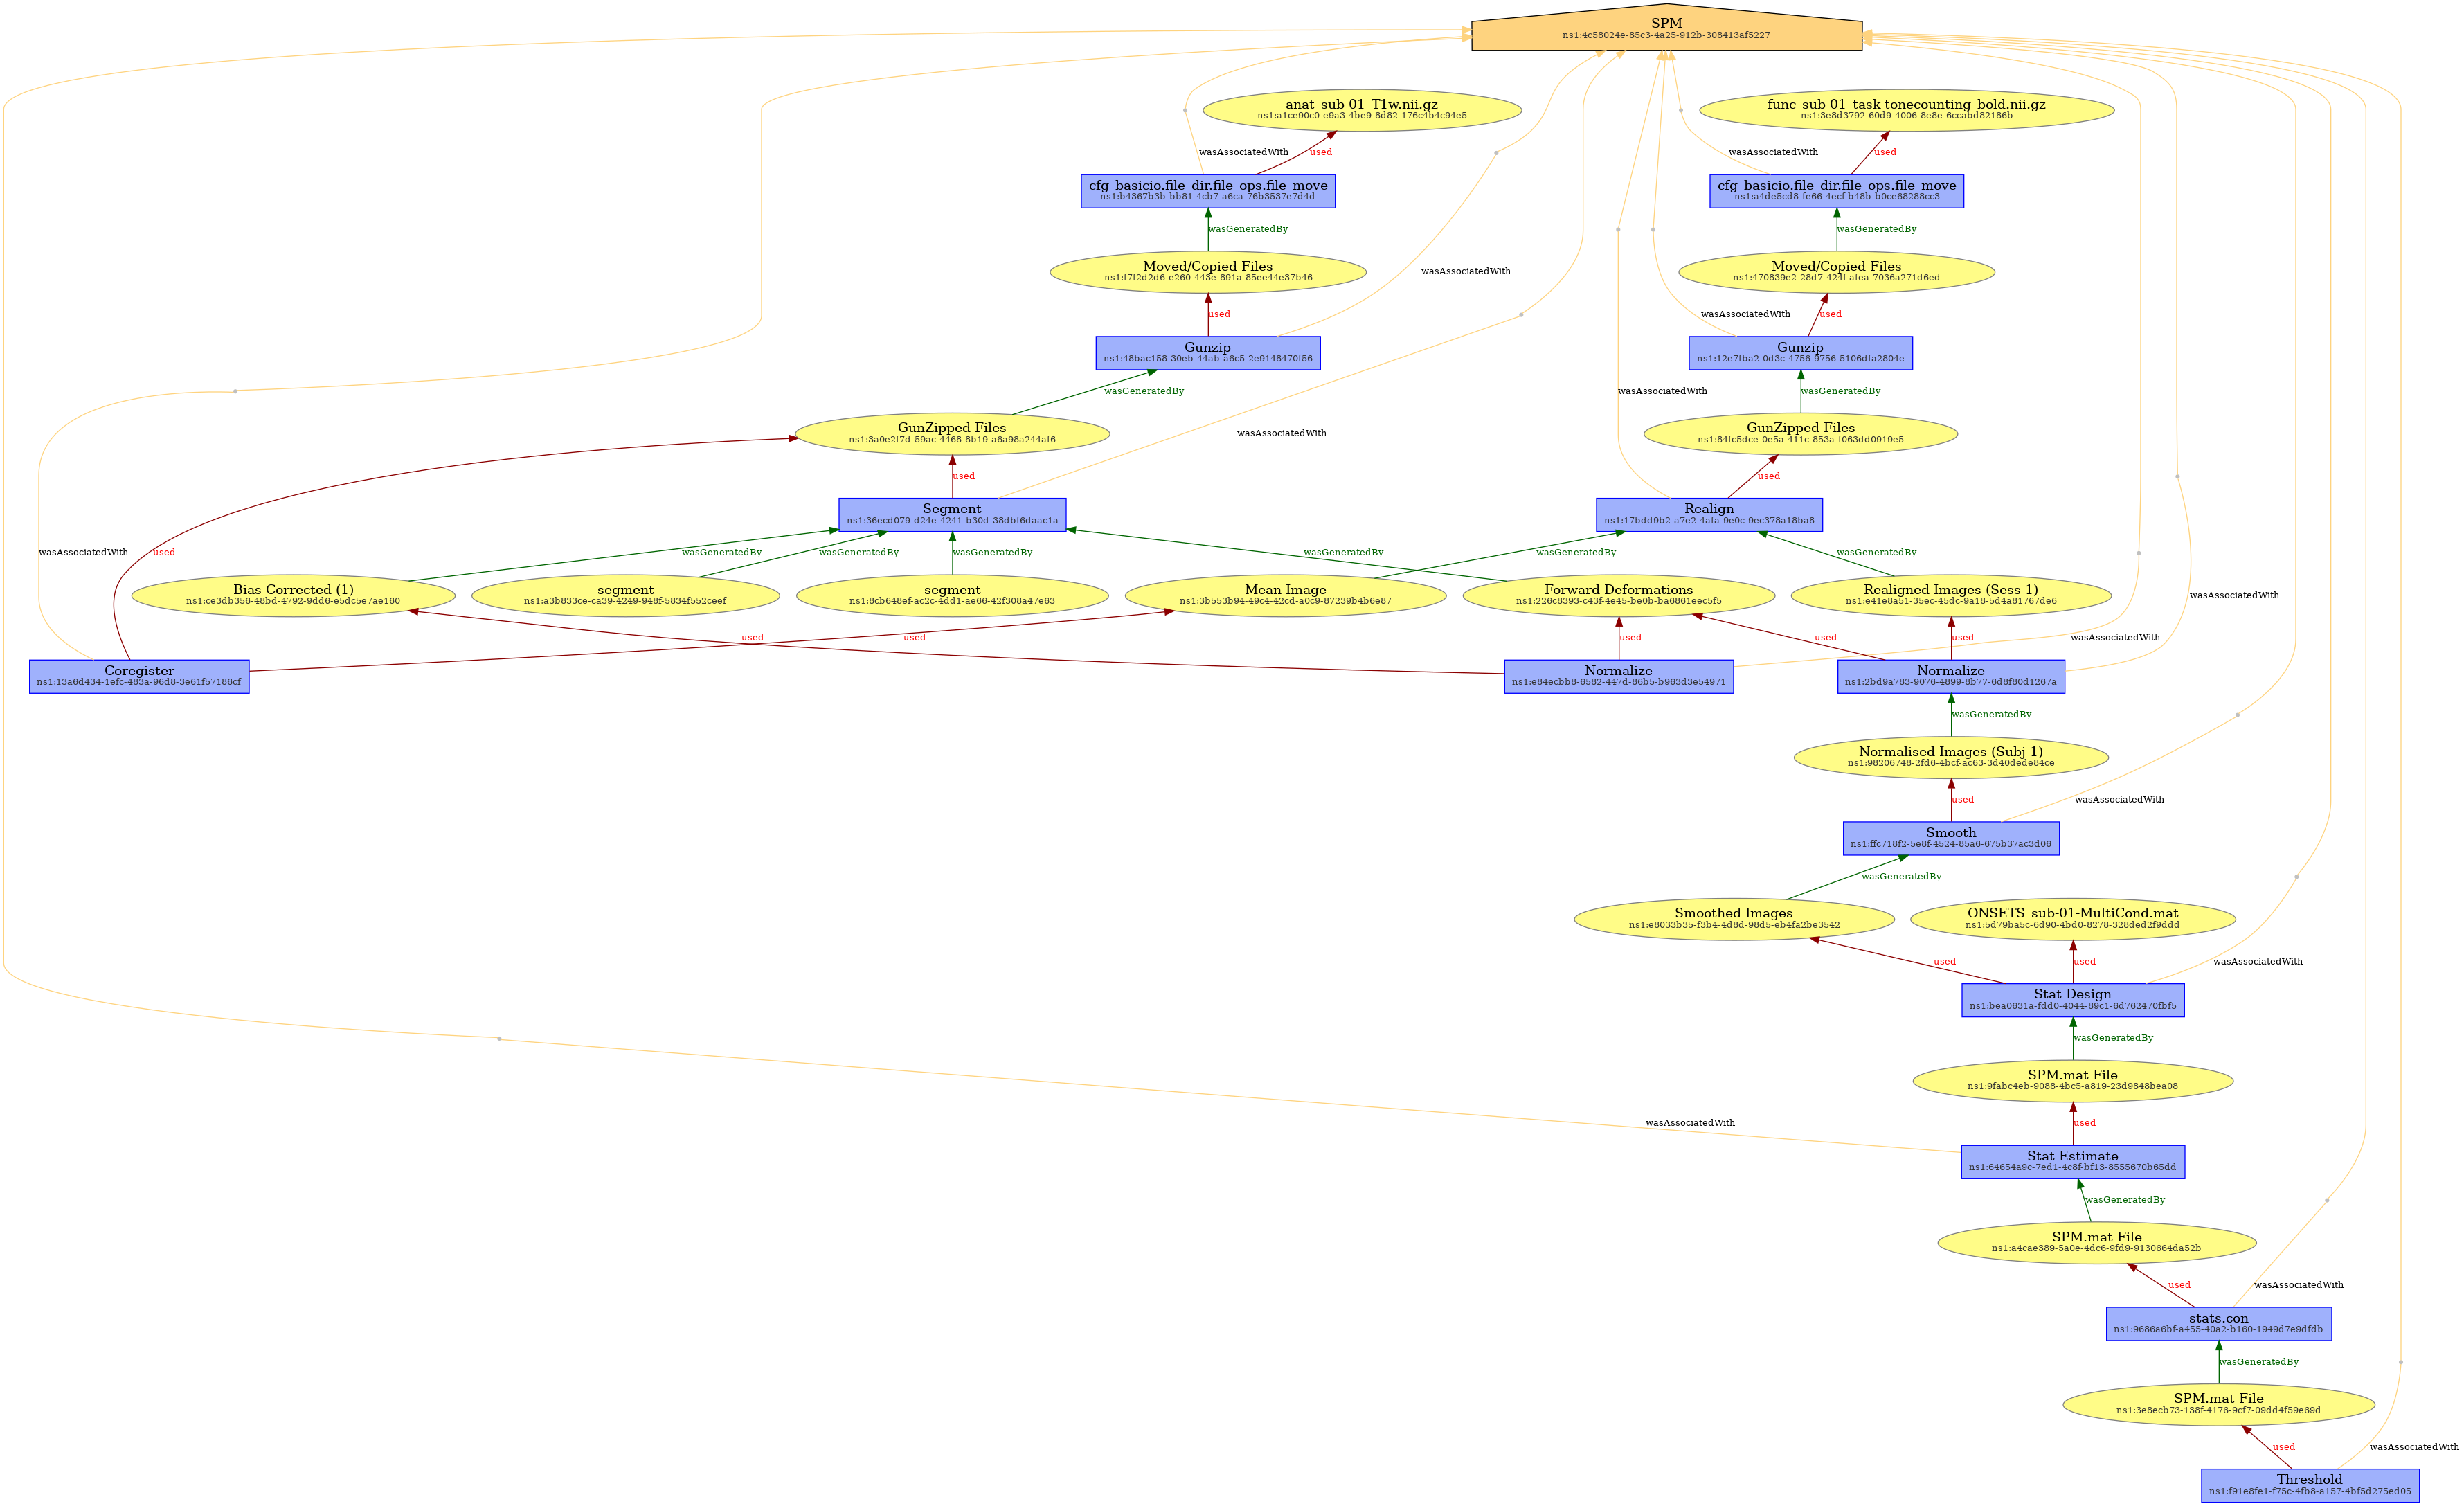 SPM
ns1:4c58024e-85c3-4a25-912b-308413af5227
anat_sub-01_T1w.nii.gz
ns1:a1ce90c0-e9a3-4be9-8d82-176c4b4c94e5
func_sub-01_task-tonecounting_bold.nii.gz
ns1:3e8d3792-60d9-4006-8e8e-6ccabd82186b
wasAssociatedWith
used
wasAssociatedWith
used
cfg_basicio.file_dir.file_ops.file_move
ns1:b4367b3b-bb81-4cb7-a6ca-76b3537e7d4d
cfg_basicio.file_dir.file_ops.file_move
ns1:a4de5cd8-fe66-4ecf-b48b-b0ce68288cc3
wasGeneratedBy
wasGeneratedBy
Moved/Copied Files
ns1:f7f2d2d6-e260-443e-891a-85ee44e37b46
wasAssociatedWith
Moved/Copied Files
ns1:470839e2-28d7-424f-afea-7036a271d6ed
used
wasAssociatedWith
used
Gunzip
ns1:48bac158-30eb-44ab-a6c5-2e9148470f56
Gunzip
ns1:12e7fba2-0d3c-4756-9756-5106dfa2804e
wasGeneratedBy
wasAssociatedWith
wasGeneratedBy
GunZipped Files
ns1:3a0e2f7d-59ac-4468-8b19-a6a98a244af6
wasAssociatedWith
GunZipped Files
ns1:84fc5dce-0e5a-411c-853a-f063dd0919e5
used
used
Segment
ns1:36ecd079-d24e-4241-b30d-38dbf6daac1a
Realign
ns1:17bdd9b2-a7e2-4afa-9e0c-9ec378a18ba8
wasAssociatedWith
used
wasGeneratedBy
wasGeneratedBy
wasGeneratedBy
wasGeneratedBy
wasGeneratedBy
wasGeneratedBy
Bias Corrected (1)
ns1:ce3db356-48bd-4792-9dd6-e5dc5e7ae160
segment
ns1:a3b833ce-ca39-4249-948f-5834f552ceef
segment
ns1:8cb648ef-ac2c-4dd1-ae66-42f308a47e63
Mean Image
ns1:3b553b94-49c4-42cd-a0c9-87239b4b6e87
Forward Deformations
ns1:226c8393-c43f-4e45-be0b-ba6861eec5f5
Realigned Images (Sess 1)
ns1:e41e8a51-35ec-45dc-9a18-5d4a81767de6
wasAssociatedWith
used
used
used
used
used
wasAssociatedWith
Coregister
ns1:13a6d434-1efc-483a-96d8-3e61f57186cf
Normalize
ns1:e84ecbb8-6582-447d-86b5-b963d3e54971
Normalize
ns1:2bd9a783-9076-4899-8b77-6d8f80d1267a
wasGeneratedBy
Normalised Images (Subj 1)
ns1:98206748-2fd6-4bcf-ac63-3d40dede84ce
used
wasAssociatedWith
Smooth
ns1:ffc718f2-5e8f-4524-85a6-675b37ac3d06
wasGeneratedBy
Smoothed Images
ns1:e8033b35-f3b4-4d8d-98d5-eb4fa2be3542
ONSETS_sub-01-MultiCond.mat
ns1:5d79ba5c-6d90-4bd0-8278-328ded2f9ddd
used
used
wasAssociatedWith
Stat Design
ns1:bea0631a-fdd0-4044-89c1-6d762470fbf5
wasGeneratedBy
SPM.mat File
ns1:9fabc4eb-9088-4bc5-a819-23d9848bea08
wasAssociatedWith
used
Stat Estimate
ns1:64654a9c-7ed1-4c8f-bf13-8555670b65dd
wasGeneratedBy
SPM.mat File
ns1:a4cae389-5a0e-4dc6-9fd9-9130664da52b
used
wasAssociatedWith
stats.con
ns1:9686a6bf-a455-40a2-b160-1949d7e9dfdb
wasGeneratedBy
SPM.mat File
ns1:3e8ecb73-138f-4176-9cf7-09dd4f59e69d
used
wasAssociatedWith
Threshold
ns1:f91e8fe1-f75c-4fb8-a157-4bf5d275ed05